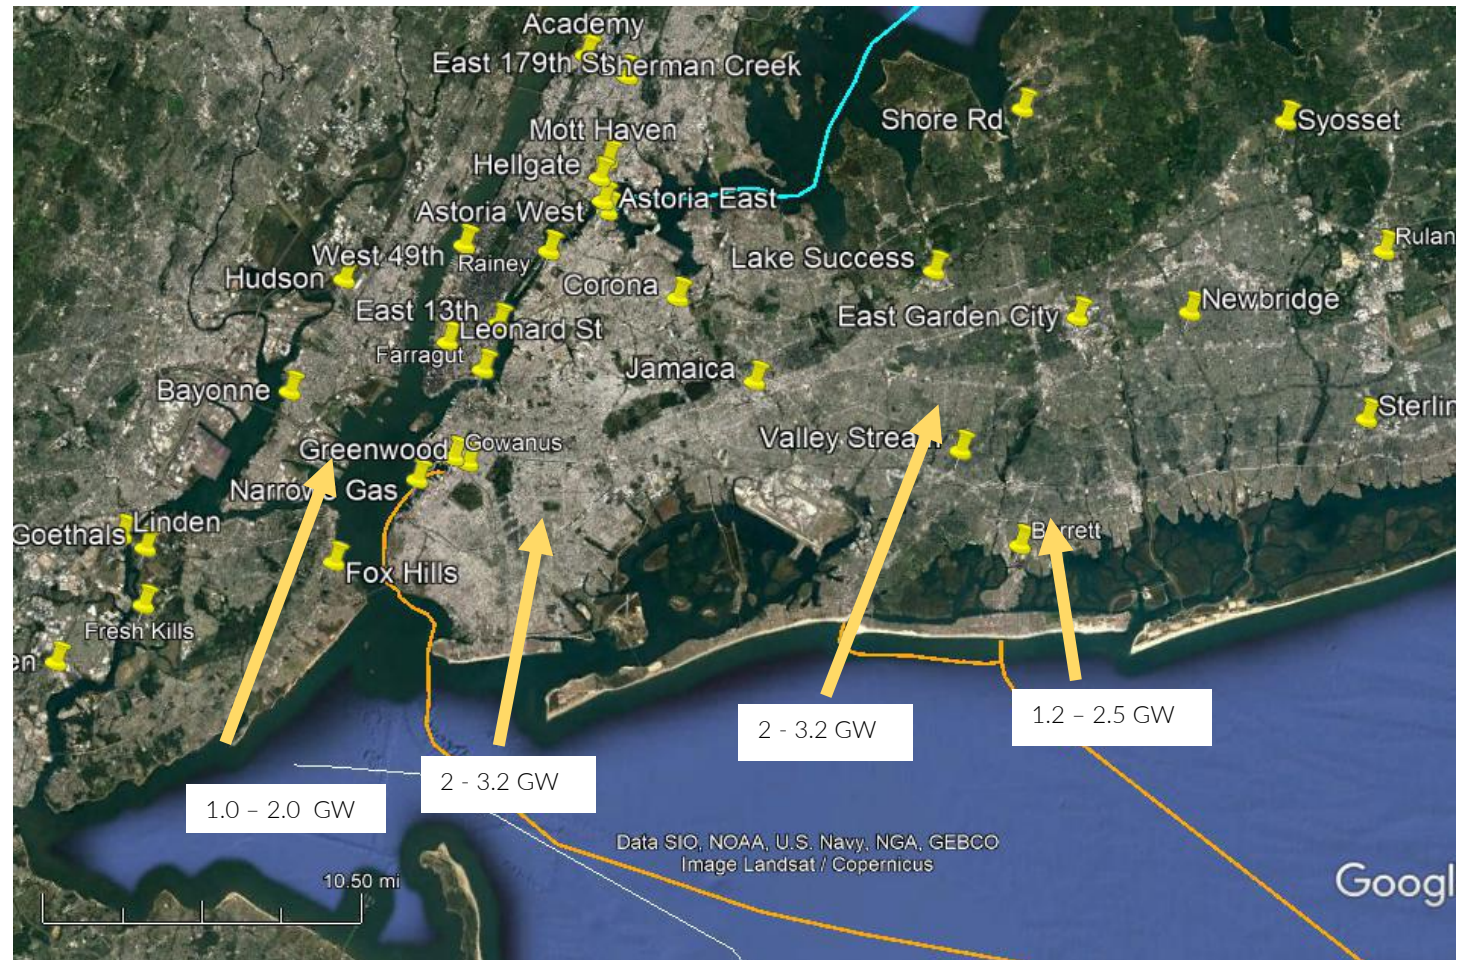 Academy
East 179th St
Sherman Creek
Shore Rd
Syosset
Mott Haven
Hellgate
Astoria East
Astoria West
Rulan
West 49th
Rainey
Lake Success
Hudson
Corona
East 13th
Newbridge
East Garden City
Leonard St
Farragut
Jamaica
Bayonne
Sterlin
Valley Stream
Greenwood
Gowanus
Narrows Gas
Goethals
Linden
Barrett
Fox Hills
Fresh Kills
en
1.2 – 2.5 GW
2 - 3.2 GW
2 - 3.2 GW
1.0 – 2.0 GW
Data SIO, NOAA, U.S. Navy, NGA, GEBCO
Image Landsat / Copernicus
10.50 mi
Googl